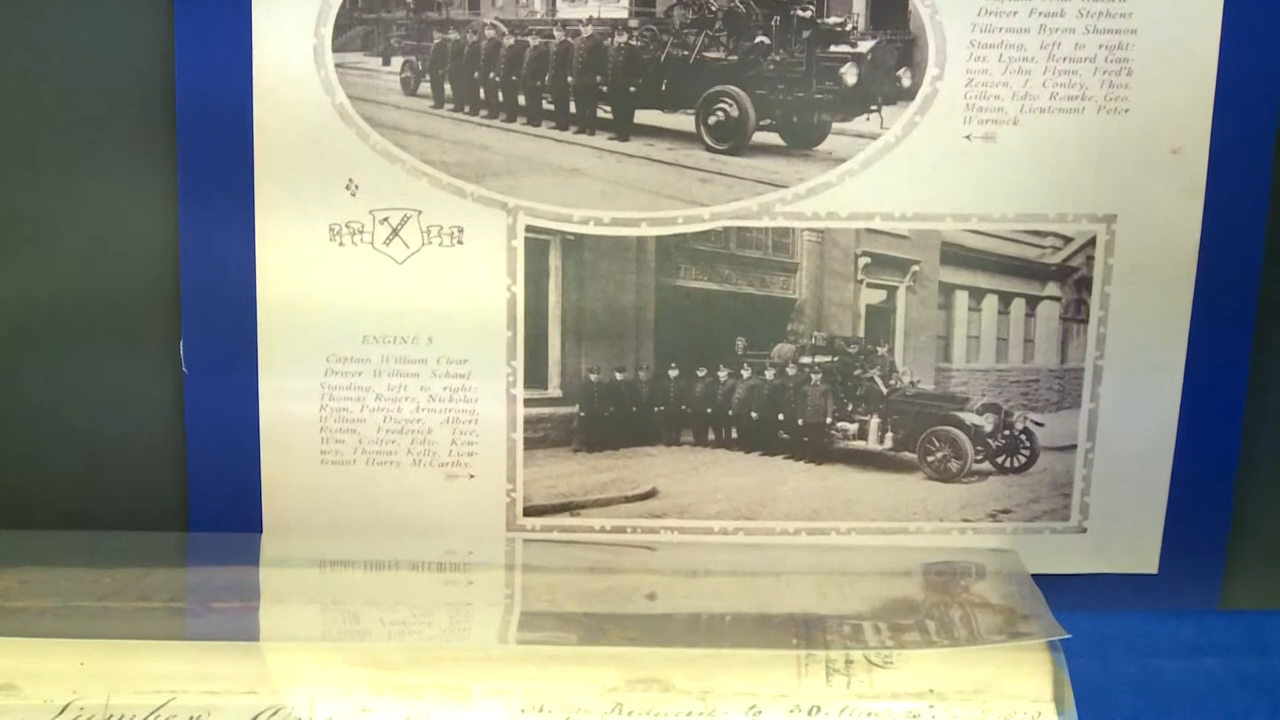 Driver Frank Stephens
Tillerman Byron Shannon
Standing, left to right:
Jas. Lyons, Bernard Gan-
non, John Flynn, Fred'k
Zenzen, J. Conley, Thos.
Gillen, Edw. Rourke, Geo.
Mason, Lieutenant Peter
Warnock
ENGINE 5
Captain William Clear
Driver William Schauf
Standing, left to right:
Thomas Rogers, Nickolas
Ryan, Patrick Armstrong,
William Dwyer, Albert
Frederick Tice,
Wm. Colfer, Edw. Ken-
ney, Thomas Kelly, Lieu-
tenant Harry McCarthy.
Reduced to 30